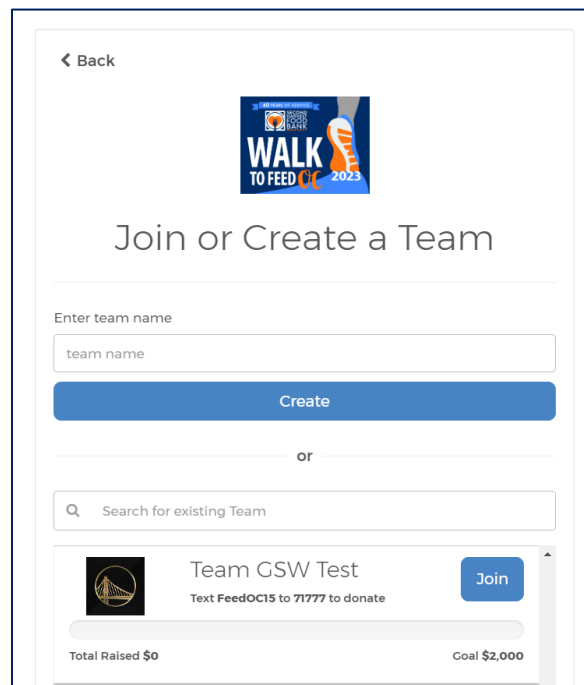 Back
40 YEARS OF SERVICE
SECOND
HARVEST
FOOD
BANK
WALK
TO FEED OC 2023
Join or Create a Team
Enter team name
team name
Create
or
Search for existing Team
Team GSW Test
Join
Text FeedOC15 to 71777 to donate
Total Raised $0
Goal $2,000